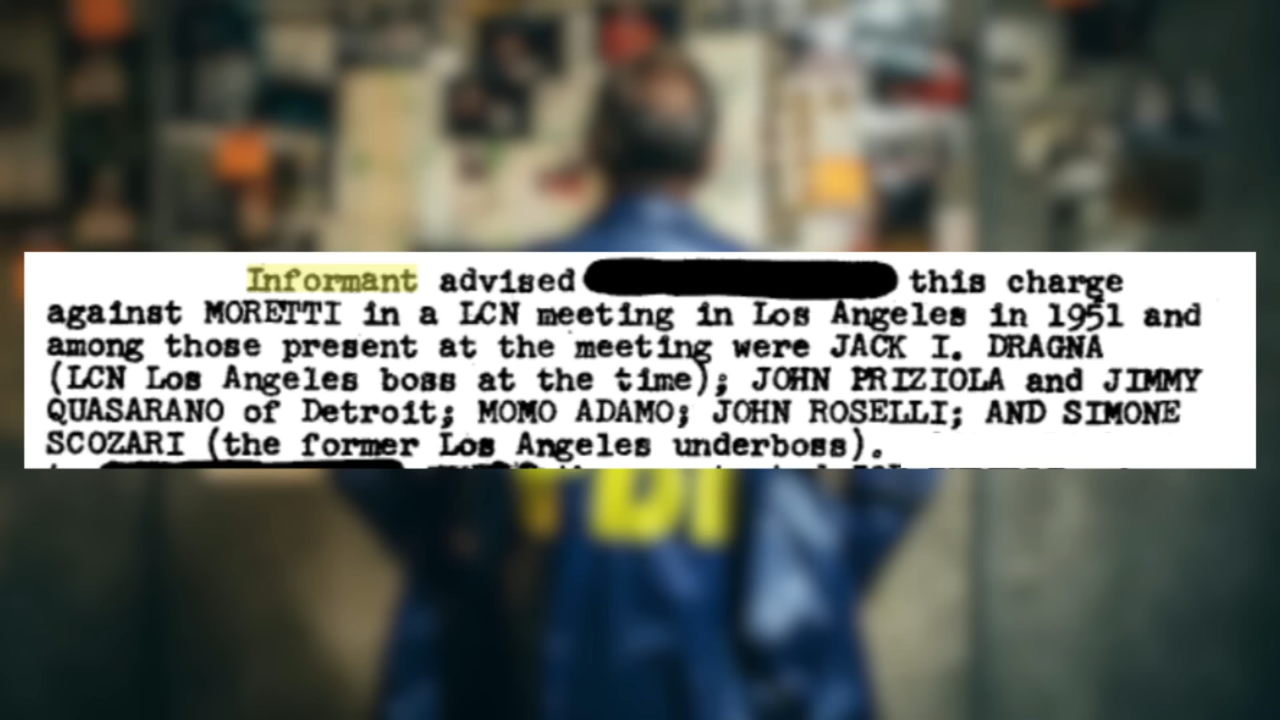 Informant advised this charge
against MORETTI in a LCN meeting in Los Angeles in 1951 and
among those present at the meeting were JACK I. DRAGNA
(LCN Los Angeles boss at the time); JOHN PRIZIOLA and JIMMY
QUASARANO of Detroit; MOMO ADAMO; JOHN ROSELLI; AND SIMONE
SCOZARI (the former Los Angeles underboss).
FBI